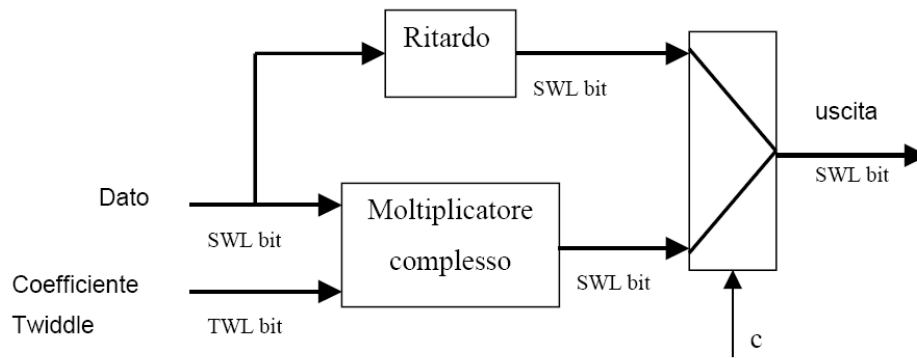 Ritardo
SWL bit
uscita
SWL bit
Dato
SWL bit
Moltiplicatore
complesso
SWL bit
Coefficiente
Twiddle
TWL bit
c